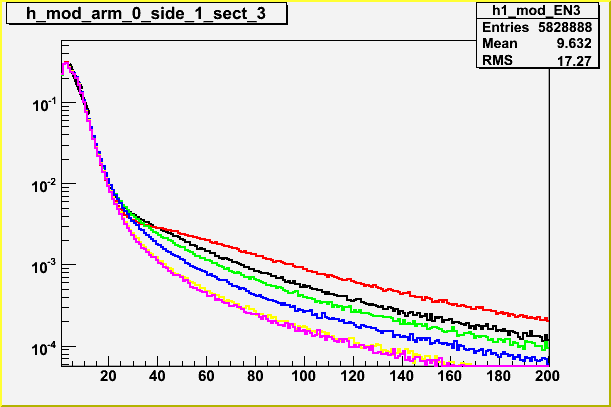 h_mod_arm_0_side_1_sect_3
h1_mod_EN3
Entries 5828888
Mean 9.632
RMS 17.27
10^-1
10^-2
10^-3
10^-4
20 40 60 80 100 120 140 160 180 200